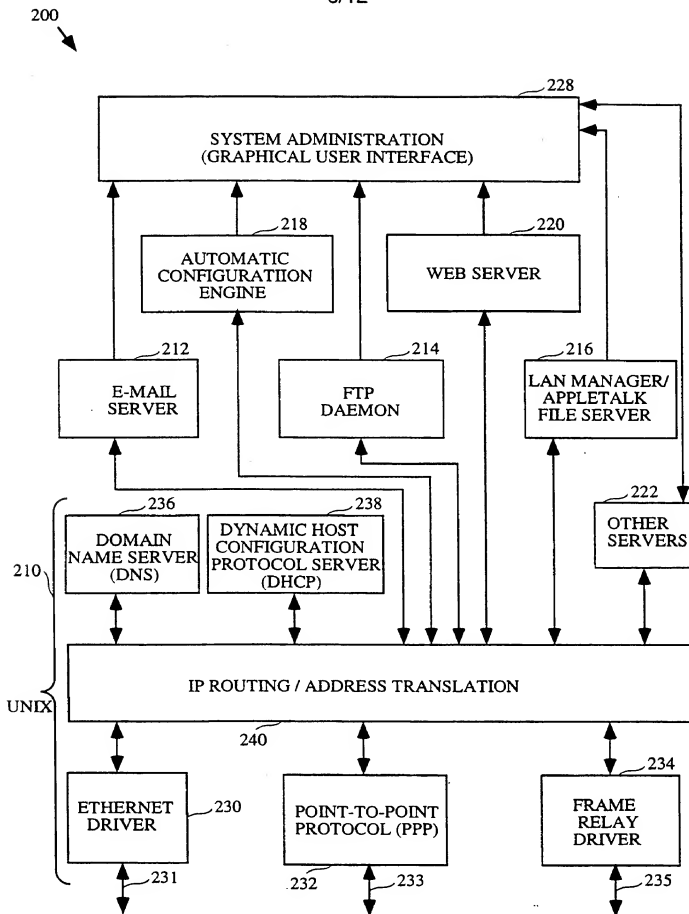 200
228
SYSTEM ADMINISTRATION
(GRAPHICAL USER INTERFACE)
218
AUTOMATIC
CONFIGURATIION
ENGINE
220
WEB SERVER
212
E-MAIL
SERVER
214
FTP
DAEMON
216
LAN MANAGER/
APPLETALK
FILE SERVER
236
DOMAIN
NAME SERVER
(DNS)
238
DYNAMIC HOST
CONFIGURATION
PROTOCOL SERVER
(DHCP)
222
OTHER
SERVERS
210
UNIX
IP ROUTING / ADDRESS TRANSLATION
240
ETHERNET
DRIVER
230
POINT-TO-POINT
PROTOCOL (PPP)
234
FRAME
RELAY
DRIVER
231
232
233
235